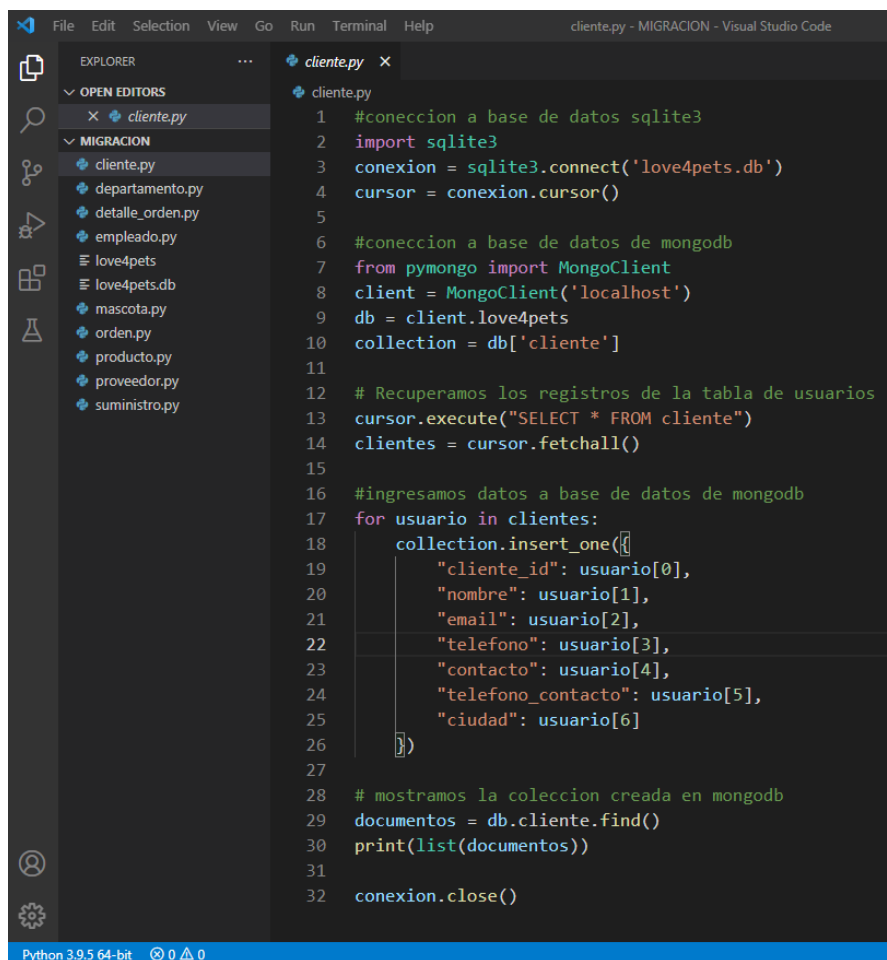 File Edit Selection View Go Run Terminal Help cliente.py - MIGRACION - Visual Studio Code
EXPLORER ...
OPEN EDITORS
cliente.py
MIGRACION
cliente.py
departamento.py
detalle_orden.py
empleado.py
love4pets
love4pets.db
mascota.py
orden.py
producto.py
proveedor.py
suministro.py
cliente.py
cliente.py
1 #coneccion a base de datos sqlite3
2 import sqlite3
3 conexion = sqlite3.connect('love4pets.db')
4 cursor = conexion.cursor()
5
6 #coneccion a base de datos de mongodb
7 from pymongo import MongoClient
8 client = MongoClient('localhost')
9 db = client.love4pets
10 collection = db['cliente']
11
12 # Recuperamos los registros de la tabla de usuarios
13 cursor.execute("SELECT * FROM cliente")
14 clientes = cursor.fetchall()
15
16 #ingresamos datos a base de datos de mongodb
17 for usuario in clientes:
18     collection.insert_one({
19         "cliente_id": usuario[0],
20         "nombre": usuario[1],
21         "email": usuario[2],
22         "telefono": usuario[3],
23         "contacto": usuario[4],
24         "telefono_contacto": usuario[5],
25         "ciudad": usuario[6]
26     })
27
28 # mostramos la coleccion creada en mongodb
29 documentos = db.cliente.find()
30 print(list(documentos))
31
32 conexion.close()
Python 3.9.5 64-bit 0 0